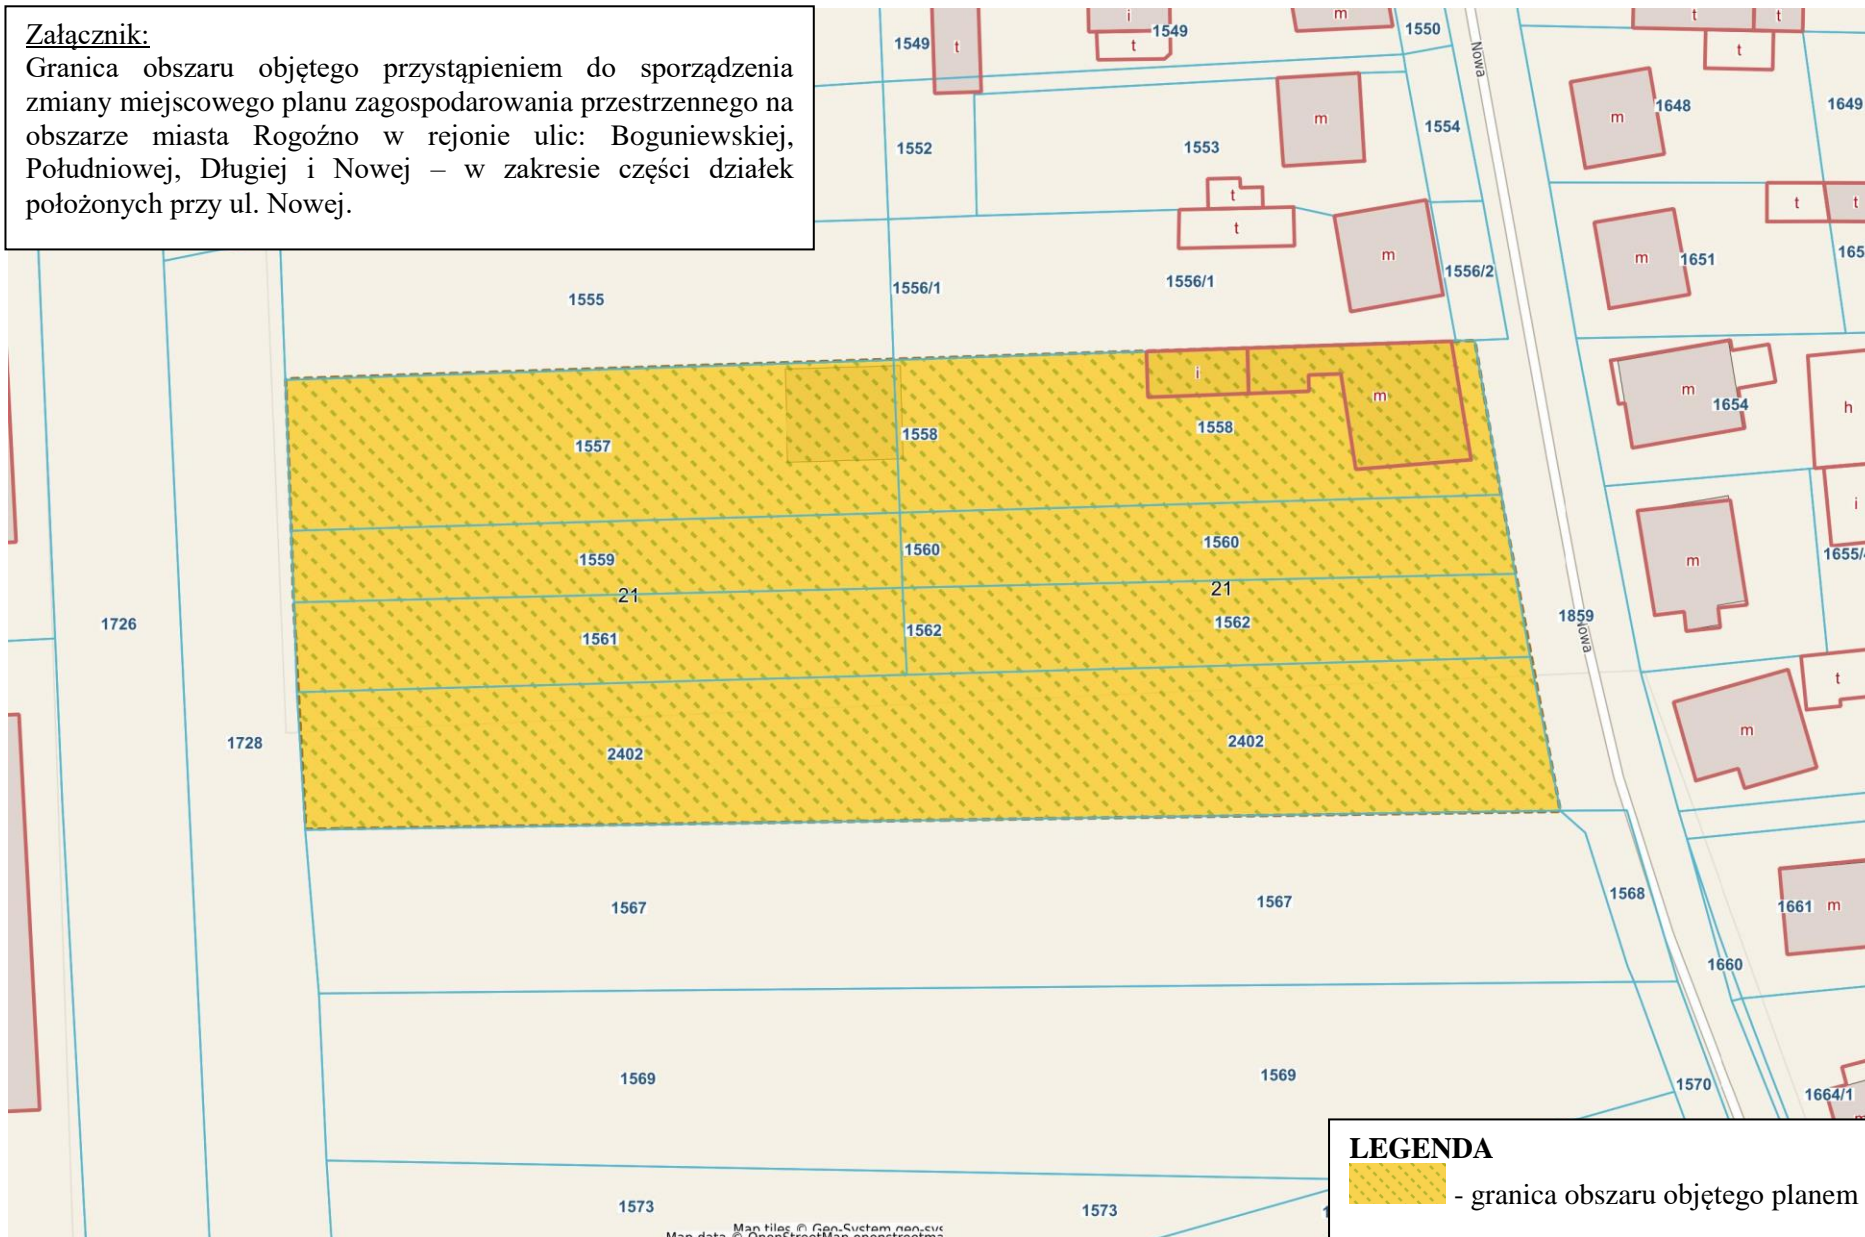 Załącznik:
Granica obszaru objętego przystąpieniem do sporządzenia
zmiany miejscowego planu zagospodarowania przestrzennego na
obszarze miasta Rogoźno w rejonie ulic: Boguniewskiej,
Południowej, Długiej i Nowej – w zakresie części działek
położonych przy ul. Nowej.
1549 t i 1549 t m 1550 Nowa t t t
1552 1553 m 1554 m 1648 1649
t t
t t
1555 1556/1 1556/1 m 1556/2 m 1651
i m m 1654 h
1557 1558 1558
1559 1560 1560 m i
21 21
1726 1561 1562 1562 1859 Nowa
t
1728 2402 2402 m
1567 1567 1568 1661 m
1660
1569 1569 1570 1664/1
1573 1573
Map tiles © Geo-System
LEGENDA
- granica obszaru objętego planem